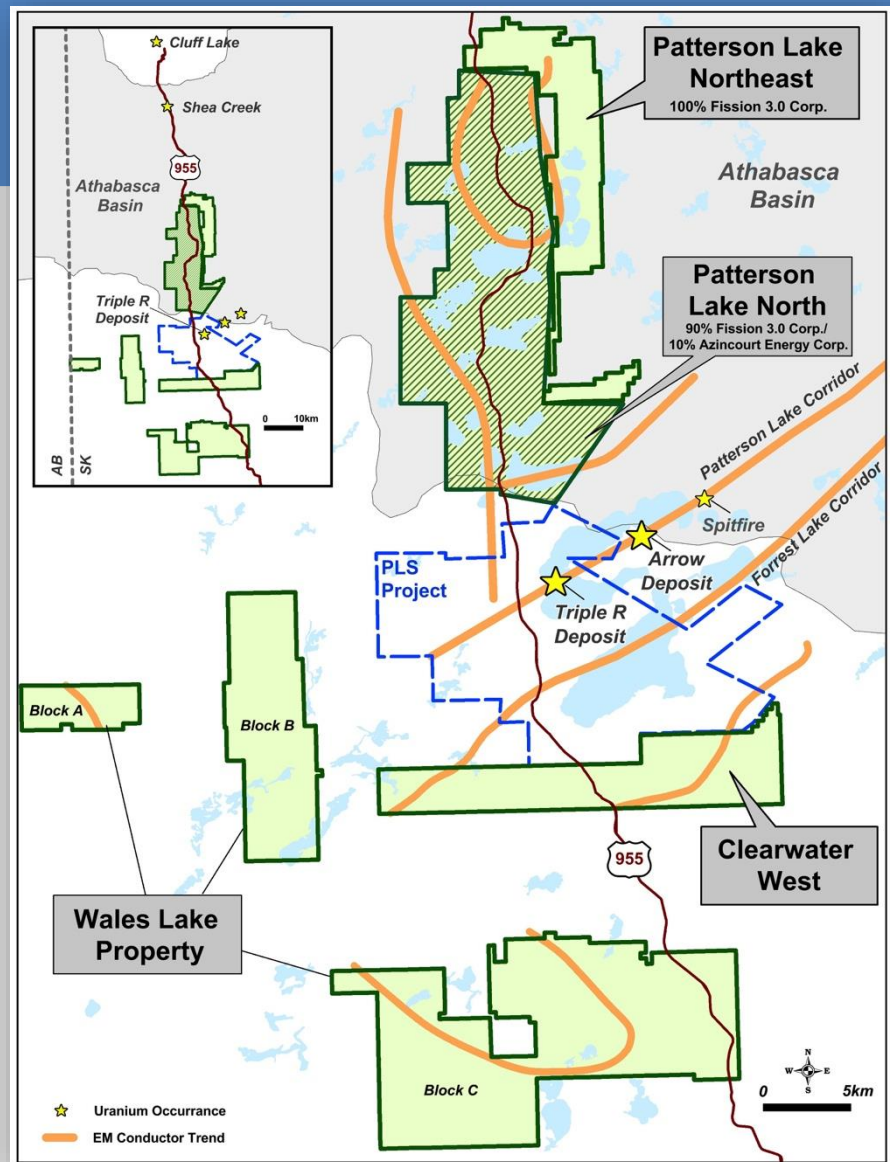 Cluff Lake
Shea Creek
955
Athabasca
Basin
Triple R
Deposit
0 10km
AB
SK
Patterson Lake
Northeast
100% Fission 3.0 Corp.
Athabasca
Basin
Patterson
Lake North
90% Fission 3.0 Corp./
10% Azincourt Energy Corp.
Patterson Lake Corridor
Forrest Lake Corridor
Spitfire
Arrow
Deposit
PLS
Project
Triple R
Deposit
Block A
Block B
955
Clearwater
West
Wales Lake
Property
Block C
N
W E
S
0 5km
Uranium Occurrance
EM Conductor Trend